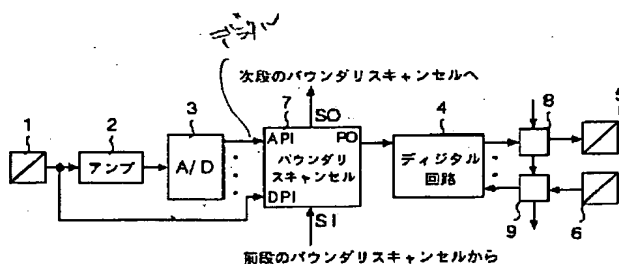 次段のバウンダリスキャンセルへ
SO
1
2
3
7
4
8
5
アンプ
A/D
API
PO
バウンダリ
スキャンセル
DPI
ディジタル
回路
SI
9
6
前段のバウンダリスキャンセルから